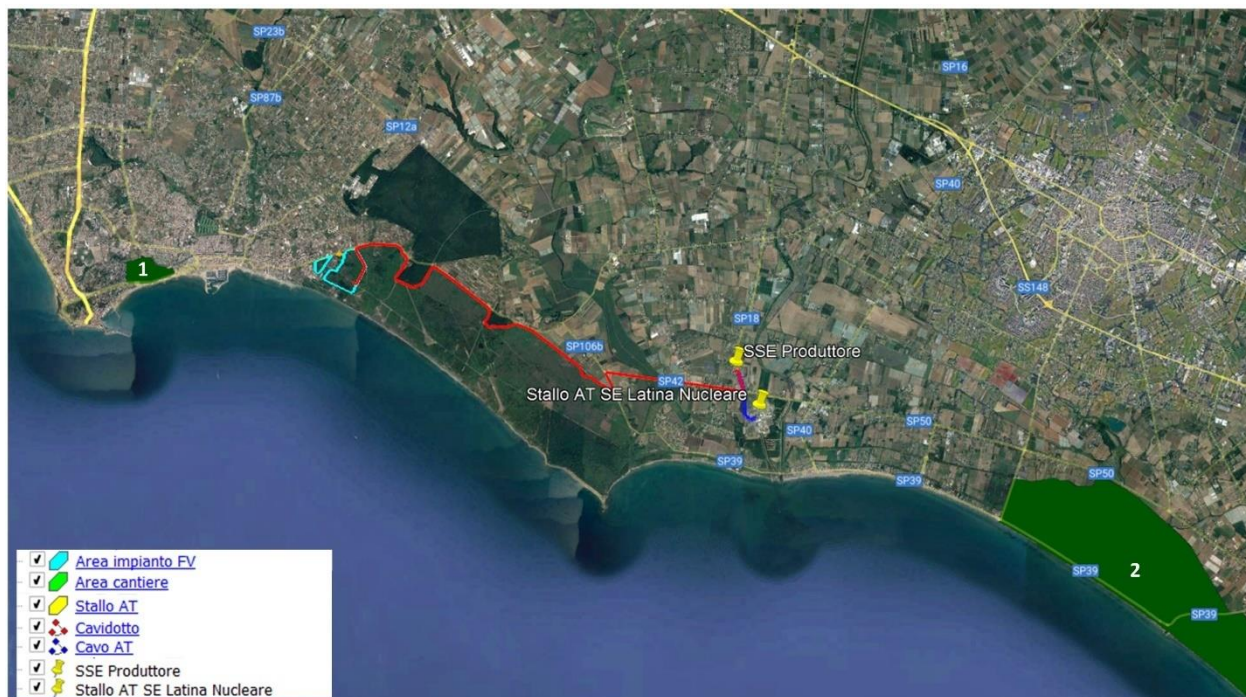 SP23b
SP87b
SP16
SP12a
SP40
1
SS148
SP18
SP106b
SSE Produttore
SP42
Stallo AT SE Latina Nucleare
SP50
SP40
SP39
SP39
SP50
SP39
2
SP39
Area impianto FV
Area cantiere
Stallo AT
Cavidotto
Cavo AT
SSE Produttore
Stallo AT SE Latina Nucleare